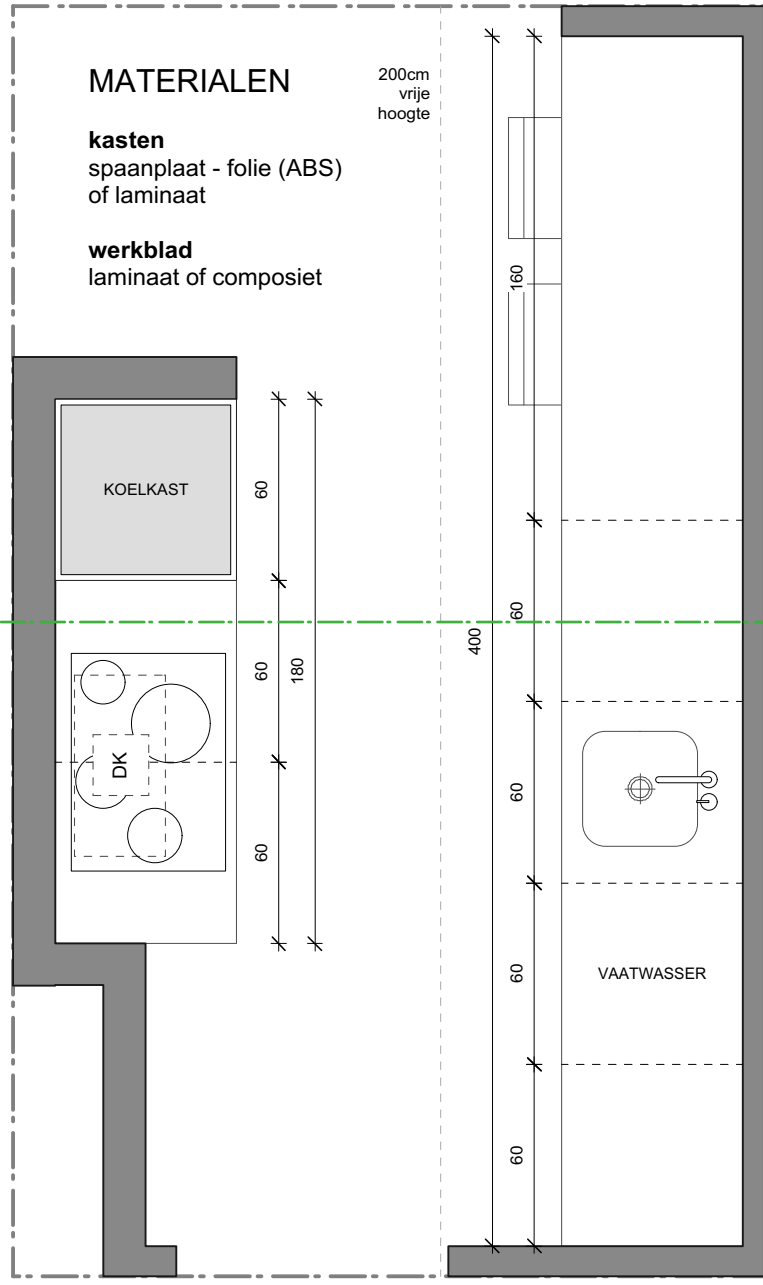 MATERIALEN
kasten
spaanplaat - folie (ABS)
of laminaat
werkblad
laminaat of composiet
200cm
vrije
hoogte
160
KOELKAST
60
60
180
60
DK
400
60
60
60
VAATWASSER
60